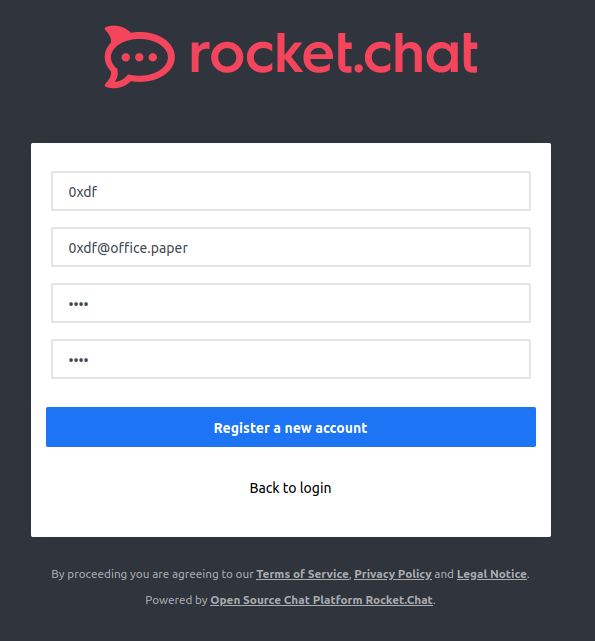 rocket.chat
0xdf
0xdf@office.paper
••••
••••
Register a new account
Back to login
By proceeding you are agreeing to our Terms of Service, Privacy Policy and Legal Notice.
Powered by Open Source Chat Platform Rocket.Chat.